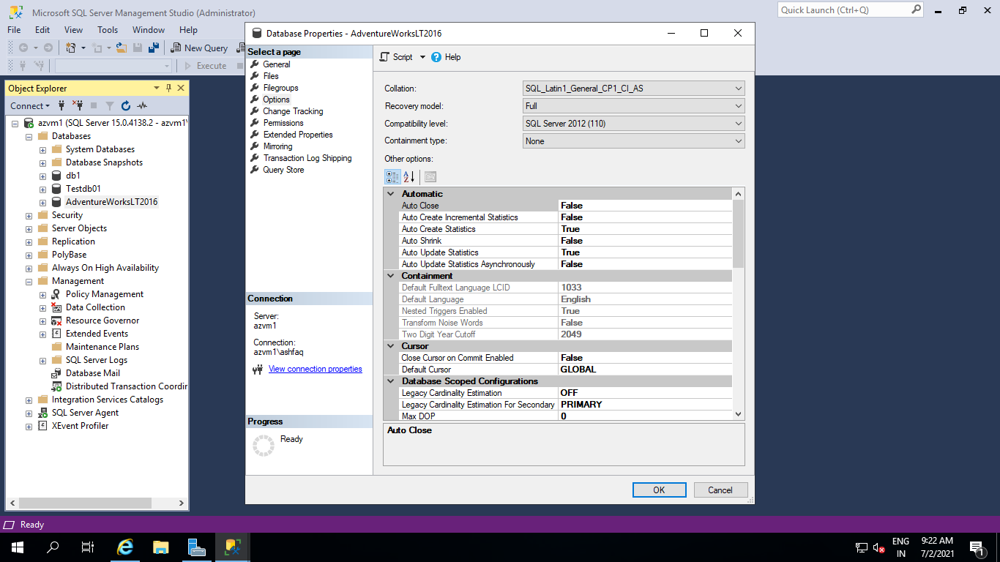 Microsoft SQL Server Management Studio (Administrator)
Quick Launch (Ctrl+Q)
File Edit View Tools Window Help
New Query
Execute
Object Explorer
Connect
azvm1 (SQL Server 15.0.4138.2 - azvm1\
Databases
System Databases
Database Snapshots
db1
Testdb01
AdventureWorksLT2016
Security
Server Objects
Replication
PolyBase
Always On High Availability
Management
Policy Management
Data Collection
Resource Governor
Extended Events
Maintenance Plans
SQL Server Logs
Database Mail
Distributed Transaction Coordin
Integration Services Catalogs
SQL Server Agent
XEvent Profiler
Database Properties - AdventureWorksLT2016
Select a page
General
Files
Filegroups
Options
Change Tracking
Permissions
Extended Properties
Mirroring
Transaction Log Shipping
Query Store
Connection
Server:
azvm1
Connection:
azvm1\ashfaq
View connection properties
Progress
Ready
Script Help
Collation: SQL_Latin1_General_CP1_CI_AS
Recovery model: Full
Compatibility level: SQL Server 2012 (110)
Containment type: None
Other options:
Automatic
Auto Close False
Auto Create Incremental Statistics False
Auto Create Statistics True
Auto Shrink False
Auto Update Statistics True
Auto Update Statistics Asynchronously False
Containment
Default Fulltext Language LCID 1033
Default Language English
Nested Triggers Enabled True
Transform Noise Words False
Two Digit Year Cutoff 2049
Cursor
Close Cursor on Commit Enabled False
Default Cursor GLOBAL
Database Scoped Configurations
Legacy Cardinality Estimation OFF
Legacy Cardinality Estimation For Secondary PRIMARY
Max DOP 0
Auto Close
OK Cancel
Ready
ENG 9:22 AM
IN 7/2/2021
1